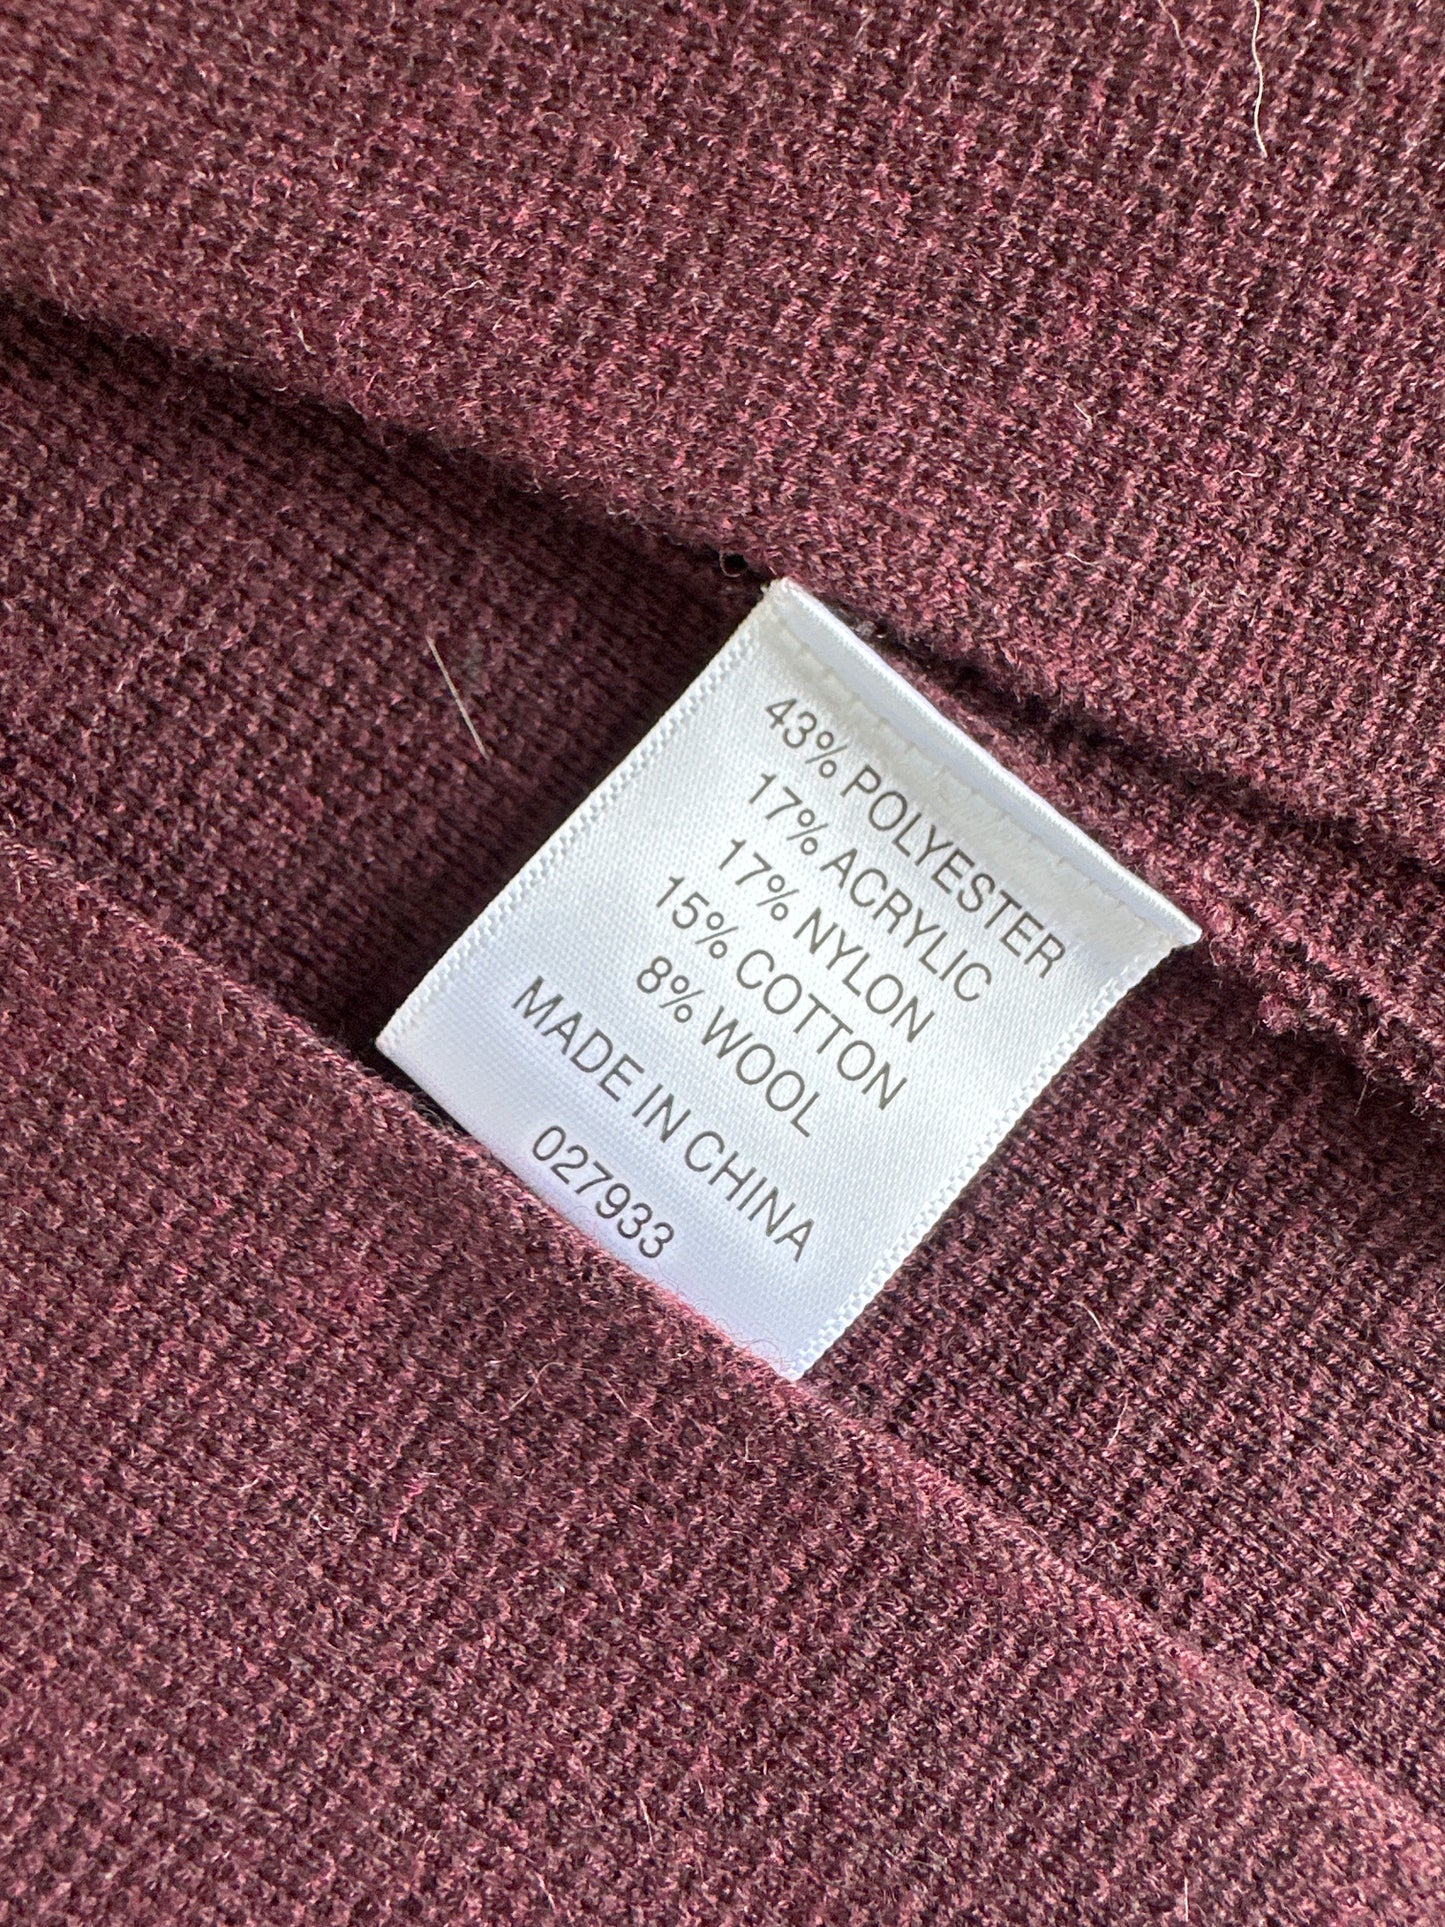 43% POLYESTER
17% ACRYLIC
17% NYLON
15% COTTON
8% WOOL
MADE IN CHINA
027933